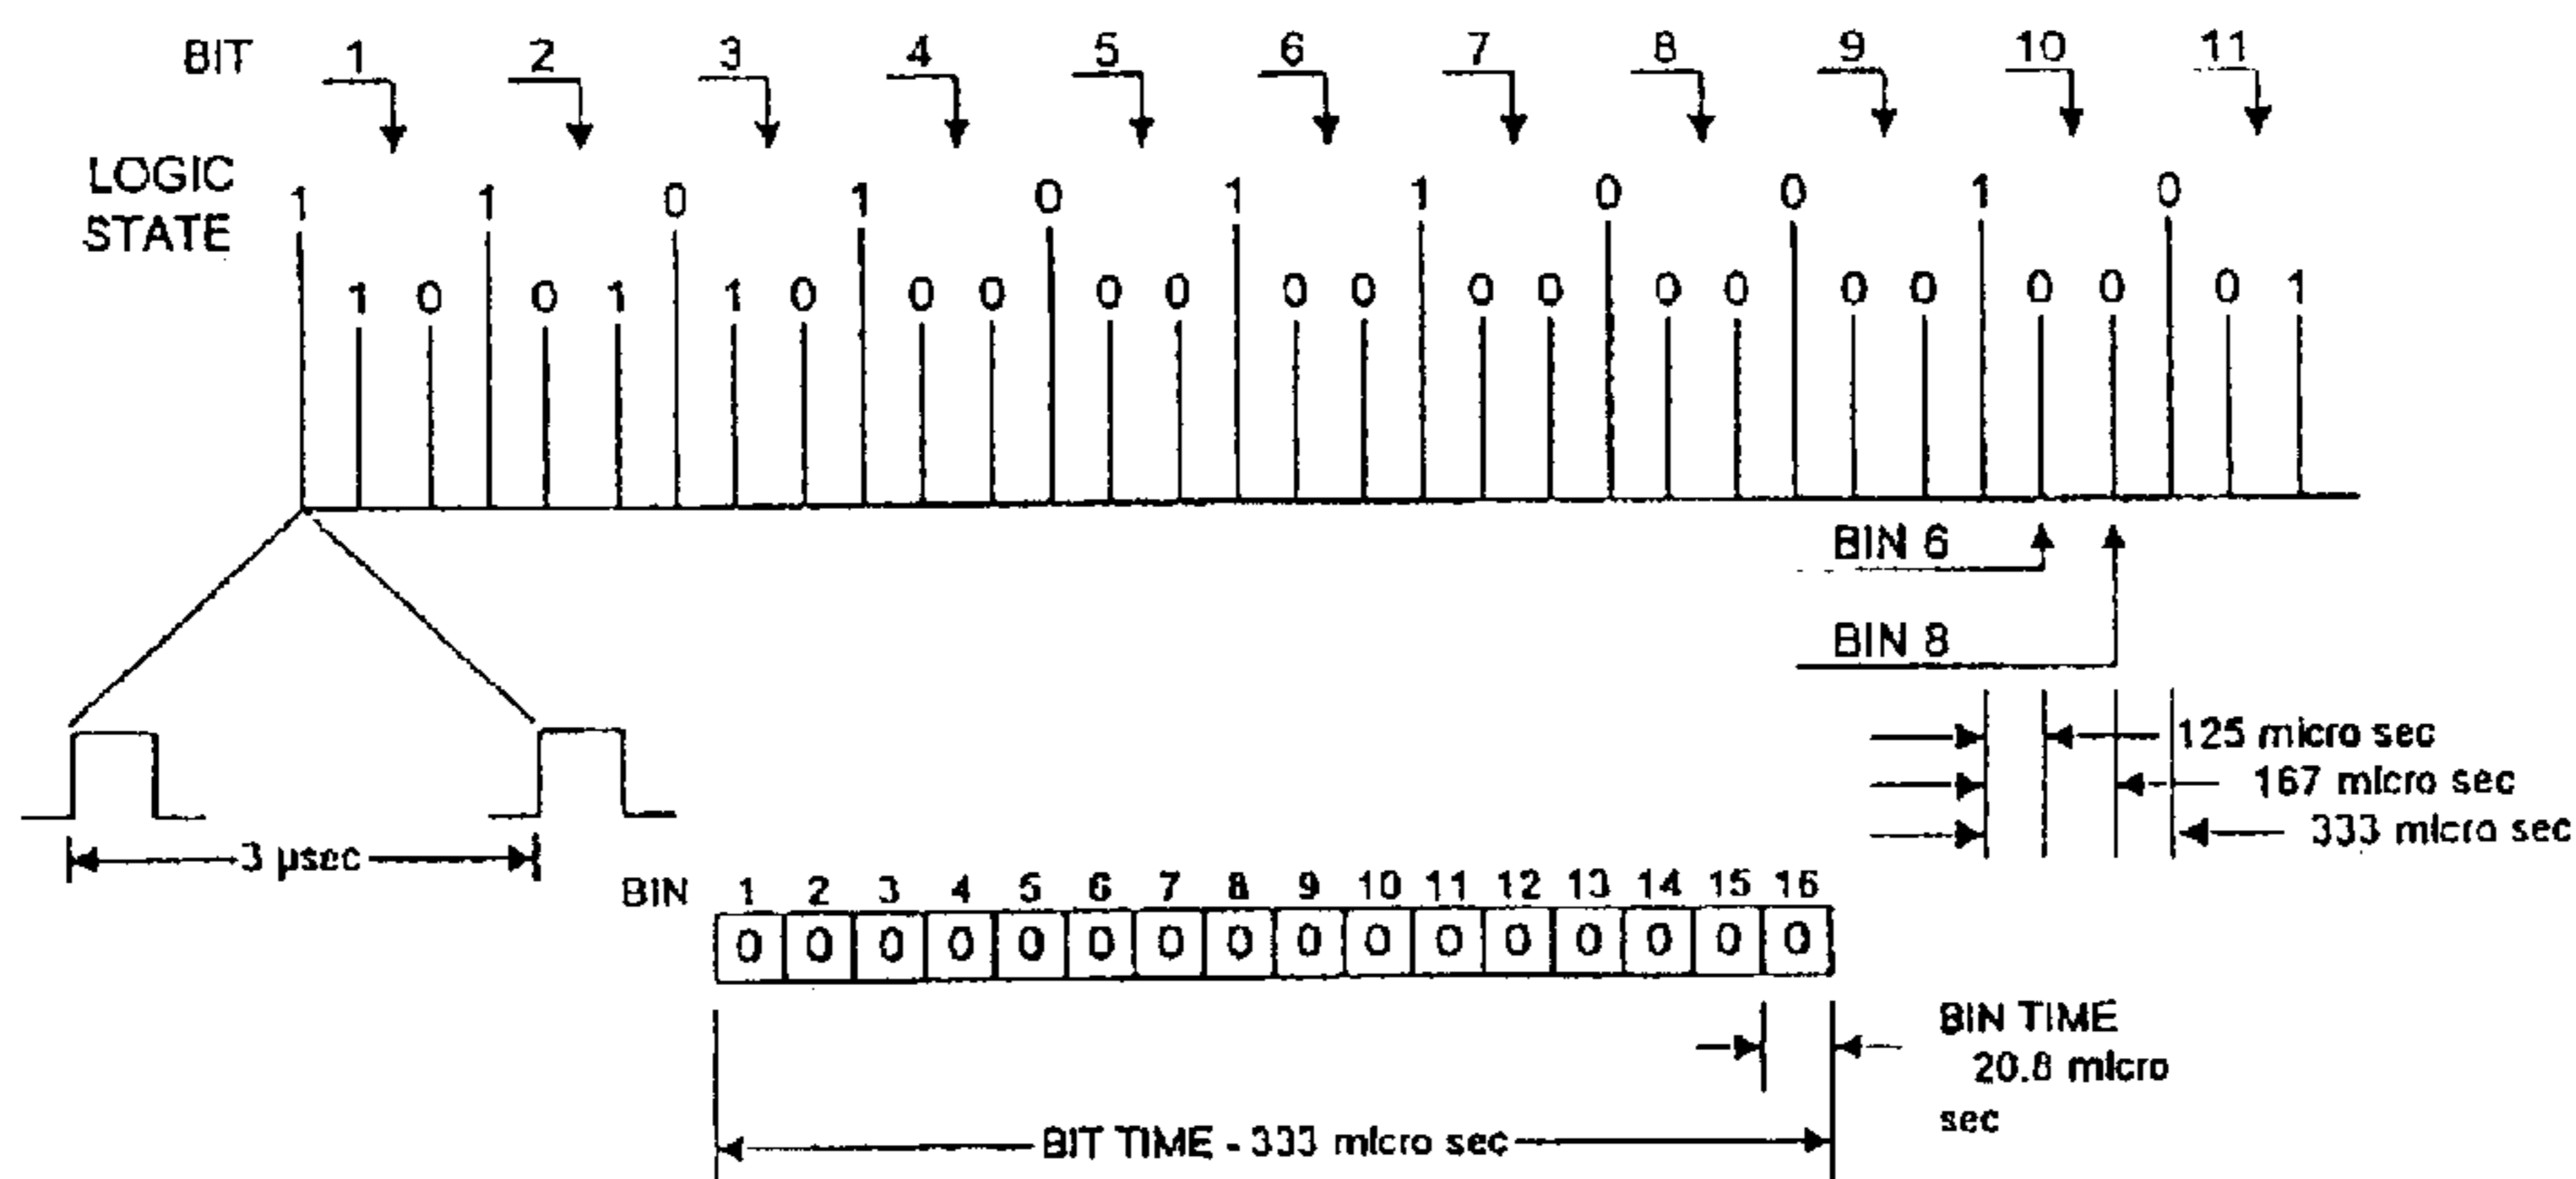 BIT 1 2 3 4 5 6 7 8 9 10 11
LOGIC
STATE
1 1 0 1 0 1 1 0 0 1 0
1 0 0 1 1 0 0 0 0 0 0 0 0 0 0 0 0 0 0 0 0 1
BIN 6
BIN 8
125 micro sec
167 micro sec
333 micro sec
3 µsec
BIN 1 2 3 4 5 6 7 8 9 10 11 12 13 14 15 16
0 0 0 0 0 0 0 0 0 0 0 0 0 0 0 0
BIN TIME
20.8 micro
sec
BIT TIME - 333 micro sec